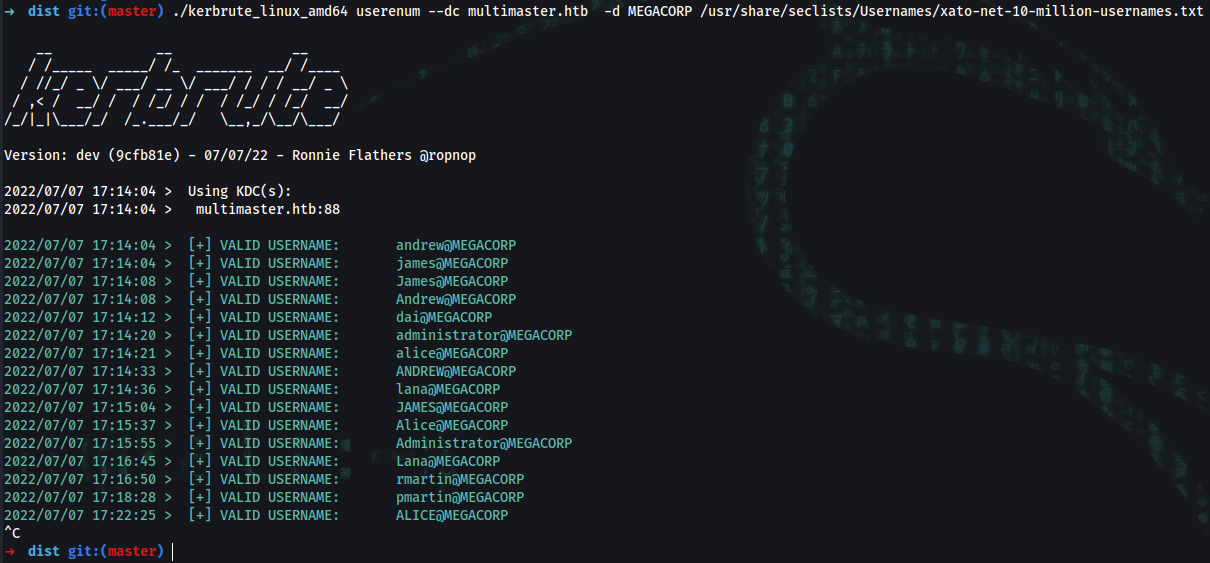 → dist git:(master) ./kerbrute_linux_amd64 userenum --dc multimaster.htb  -d MEGACORP /usr/share/seclists/Usernames/xato-net-10-million-usernames.txt
    __             __               __
   / /_____  _____/ /_  _______  __/ /____
  / //_/ _ \/ ___/ __ \/ ___/ / / / __/ _ \
 / ,< /  __/ /  / /_/ / /  / /_/ / /_/  __/
/_/|_|\___/_/  /_.___/_/   \__,_/\__/\___/
Version: dev (9cfb81e) - 07/07/22 - Ronnie Flathers @ropnop
2022/07/07 17:14:04 >  Using KDC(s):
2022/07/07 17:14:04 >   multimaster.htb:88
2022/07/07 17:14:04 >  [+] VALID USERNAME:       andrew@MEGACORP
2022/07/07 17:14:04 >  [+] VALID USERNAME:       james@MEGACORP
2022/07/07 17:14:08 >  [+] VALID USERNAME:       James@MEGACORP
2022/07/07 17:14:08 >  [+] VALID USERNAME:       Andrew@MEGACORP
2022/07/07 17:14:12 >  [+] VALID USERNAME:       dai@MEGACORP
2022/07/07 17:14:20 >  [+] VALID USERNAME:       administrator@MEGACORP
2022/07/07 17:14:21 >  [+] VALID USERNAME:       alice@MEGACORP
2022/07/07 17:14:33 >  [+] VALID USERNAME:       ANDREW@MEGACORP
2022/07/07 17:14:36 >  [+] VALID USERNAME:       lana@MEGACORP
2022/07/07 17:15:04 >  [+] VALID USERNAME:       JAMES@MEGACORP
2022/07/07 17:15:37 >  [+] VALID USERNAME:       Alice@MEGACORP
2022/07/07 17:15:55 >  [+] VALID USERNAME:       Administrator@MEGACORP
2022/07/07 17:16:45 >  [+] VALID USERNAME:       Lana@MEGACORP
2022/07/07 17:16:50 >  [+] VALID USERNAME:       rmartin@MEGACORP
2022/07/07 17:18:28 >  [+] VALID USERNAME:       pmartin@MEGACORP
2022/07/07 17:22:25 >  [+] VALID USERNAME:       ALICE@MEGACORP
^C
→ dist git:(master)